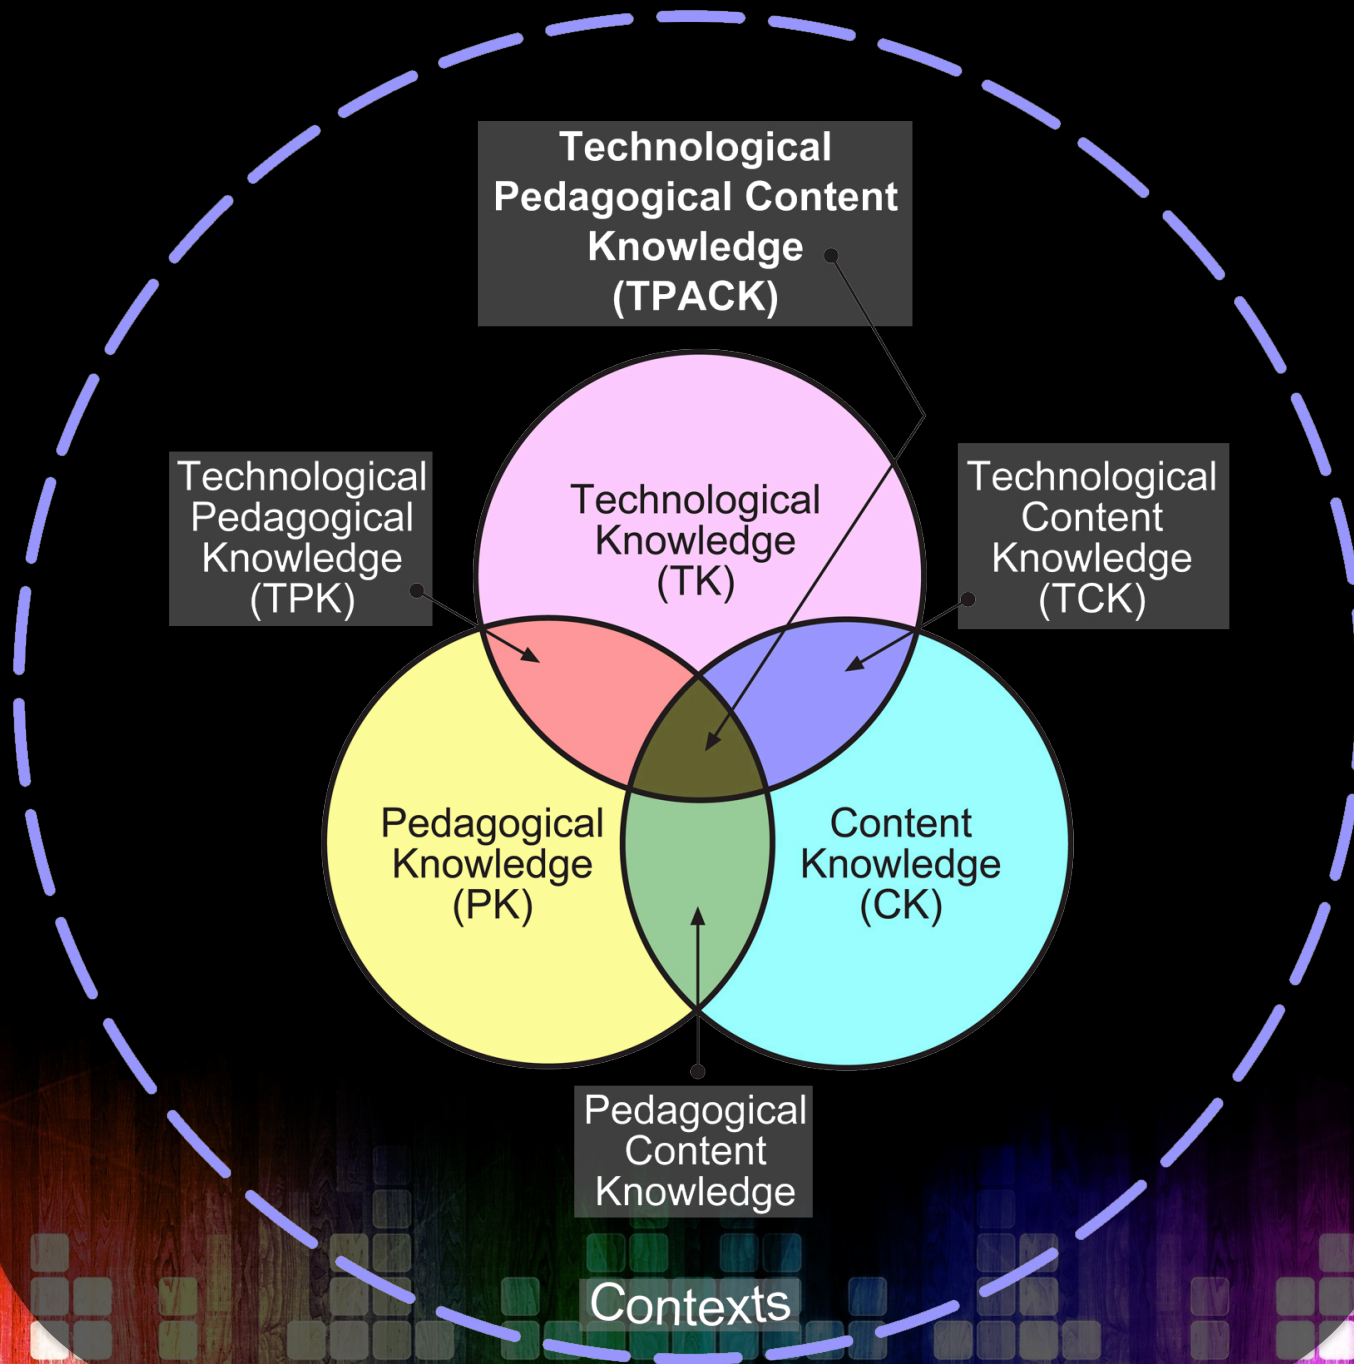 Technological
Pedagogical Content
Knowledge
(TPACK)
Technological
Pedagogical
Knowledge
(TPK)
Technological
Knowledge
(TK)
Technological
Content
Knowledge
(TCK)
Pedagogical
Knowledge
(PK)
Content
Knowledge
(CK)
Pedagogical
Content
Knowledge
Contexts